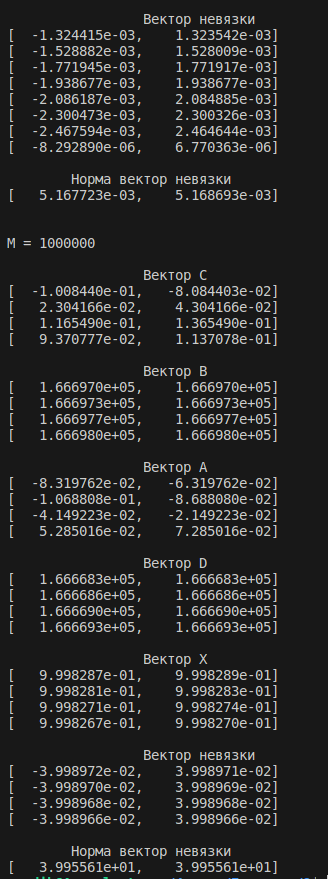 Вектор невязки
[  -1.324415e-03,    1.323542e-03]
[  -1.528882e-03,    1.528009e-03]
[  -1.771945e-03,    1.771917e-03]
[  -1.938677e-03,    1.938677e-03]
[  -2.086187e-03,    2.084885e-03]
[  -2.300473e-03,    2.300326e-03]
[  -2.467594e-03,    2.464644e-03]
[  -8.292890e-06,    6.770363e-06]
Норма вектор невязки
[   5.167723e-03,    5.168693e-03]
M = 1000000
Вектор C
[  -1.008440e-01,   -8.084403e-02]
[   2.304166e-02,    4.304166e-02]
[   1.165490e-01,    1.365490e-01]
[   9.370777e-02,    1.137078e-01]
Вектор B
[   1.666970e+05,    1.666970e+05]
[   1.666973e+05,    1.666973e+05]
[   1.666977e+05,    1.666977e+05]
[   1.666980e+05,    1.666980e+05]
Вектор A
[  -8.319762e-02,   -6.319762e-02]
[  -1.068808e-01,   -8.688080e-02]
[  -4.149223e-02,   -2.149223e-02]
[   5.285016e-02,    7.285016e-02]
Вектор D
[   1.666683e+05,    1.666683e+05]
[   1.666686e+05,    1.666686e+05]
[   1.666690e+05,    1.666690e+05]
[   1.666693e+05,    1.666693e+05]
Вектор X
[   9.998287e-01,    9.998289e-01]
[   9.998281e-01,    9.998283e-01]
[   9.998271e-01,    9.998274e-01]
[   9.998267e-01,    9.998270e-01]
Вектор невязки
[  -3.998972e-02,    3.998971e-02]
[  -3.998970e-02,    3.998969e-02]
[  -3.998968e-02,    3.998968e-02]
[  -3.998966e-02,    3.998966e-02]
Норма вектор невязки
[   3.995561e+01,    3.995561e+01]